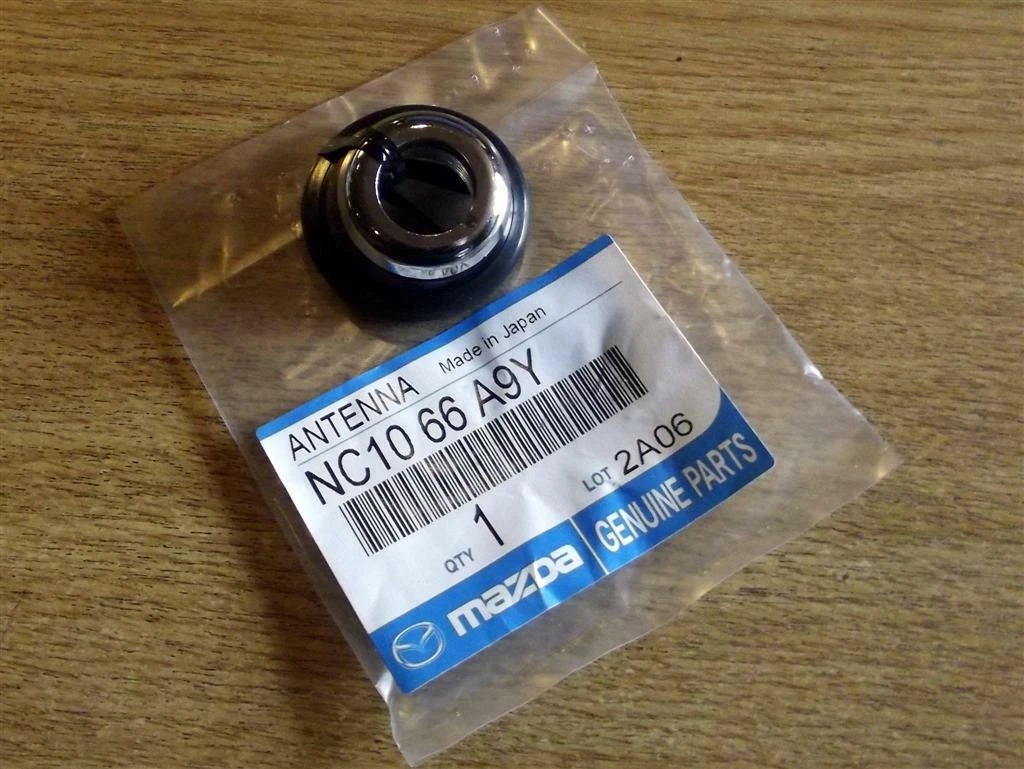 ANTENNA Made in Japan
NC10 66 A9Y
QTY 1 LOT 2A06
mazda GENUINE PARTS